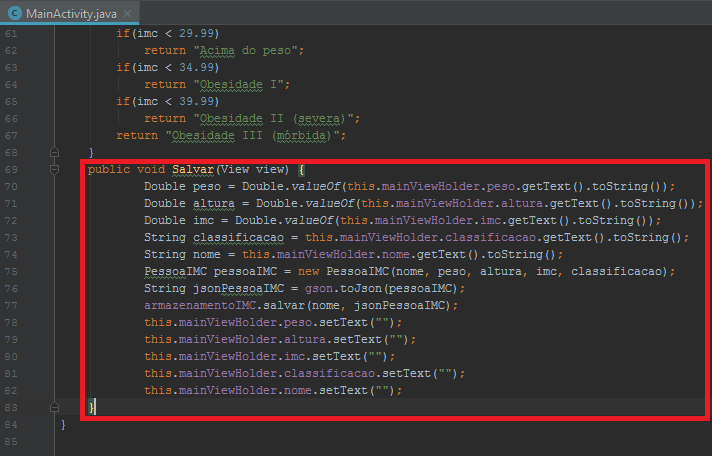 MainActivity.java
61 if(imc < 29.99)
62 return "Acima do peso";
63 if(imc < 34.99)
64 return "Obesidade I";
65 if(imc < 39.99)
66 return "Obesidade II (severa)";
67 return "Obesidade III (mórbida)";
68 }
69 public void Salvar(View view) {
70 Double peso = Double.valueOf(this.mainViewHolder.peso.getText().toString());
71 Double altura = Double.valueOf(this.mainViewHolder.altura.getText().toString());
72 Double imc = Double.valueOf(this.mainViewHolder.imc.getText().toString());
73 String classificacao = this.mainViewHolder.classificacao.getText().toString();
74 String nome = this.mainViewHolder.nome.getText().toString();
75 PessoaIMC pessoaIMC = new PessoaIMC(nome, peso, altura, imc, classificacao);
76 String jsonPessoaIMC = gson.toJson(pessoaIMC);
77 armazenamentoIMC.salvar(nome, jsonPessoaIMC);
78 this.mainViewHolder.peso.setText("");
79 this.mainViewHolder.altura.setText("");
80 this.mainViewHolder.imc.setText("");
81 this.mainViewHolder.classificacao.setText("");
82 this.mainViewHolder.nome.setText("");
83 }
84 }
85